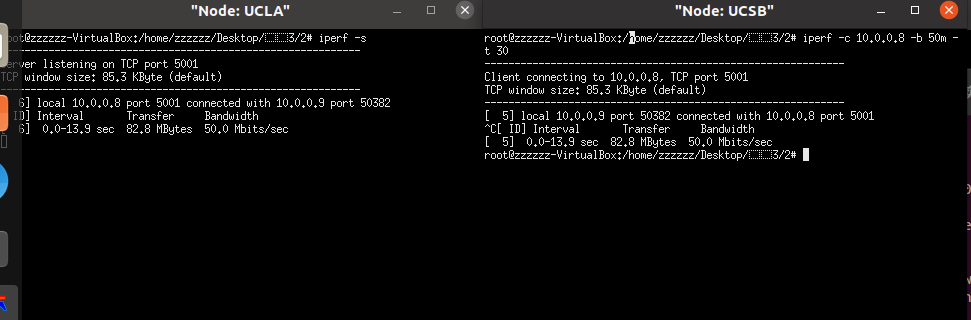 "Node: UCLA"
root@zzzzzz-VirtualBox:/home/zzzzzz/Desktop/3/2# iperf -s
------------------------------------------------------------
erver listening on TCP port 5001
TCP window size: 85.3 KByte (default)
------------------------------------------------------------
[ 6] local 10.0.0.8 port 5001 connected with 10.0.0.9 port 50382
[ ID] Interval Transfer Bandwidth
[ 6] 0.0-13.9 sec 82.8 MBytes 50.0 Mbits/sec
"Node: UCSB"
root@zzzzzz-VirtualBox:/home/zzzzzz/Desktop/3/2# iperf -c 10.0.0.8 -b 50m -
t 30
------------------------------------------------------------
Client connecting to 10.0.0.8, TCP port 5001
TCP window size: 85.3 KByte (default)
------------------------------------------------------------
[ 5] local 10.0.0.9 port 50382 connected with 10.0.0.8 port 5001
^C[ ID] Interval Transfer Bandwidth
[ 5] 0.0-13.9 sec 82.8 MBytes 50.0 Mbits/sec
root@zzzzzz-VirtualBox:/home/zzzzzz/Desktop/3/2#